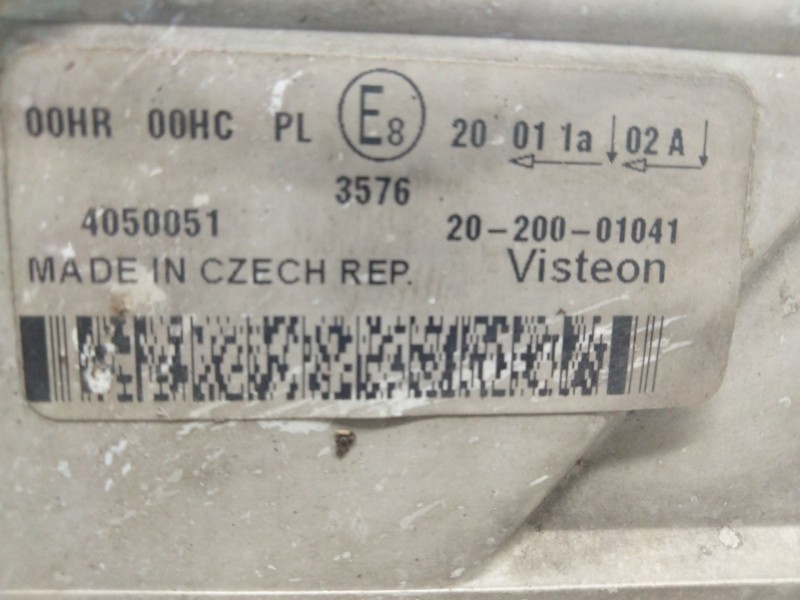 00HR 00HC PL E8 20 01 1a 02 A
3576
4050051 20-200-01041
MADE IN CZECH REP. Visteon